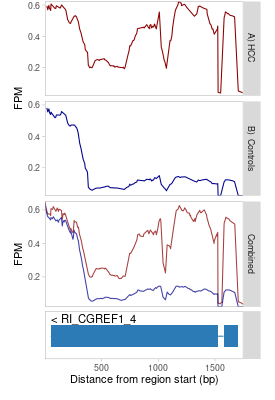 0.6
0.4
0.2
FPM
A) HCC
0.6
0.4
0.2
B): Controls
0.6
0.4
0.2
FPM
Combined
< RI_CGREF1_4
500
1000
1500
Distance from region start (bp)